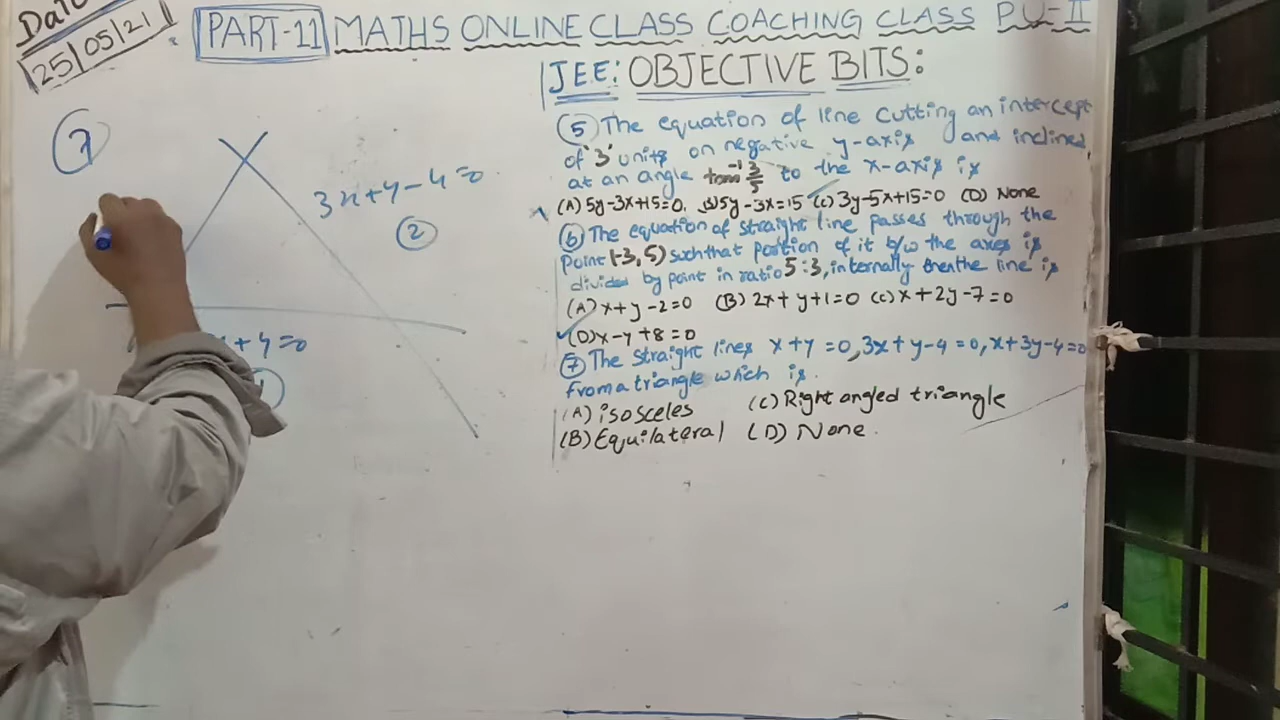 Date
25/05/21
PART-11 MATHS ONLINE CLASS COACHING CLASS P.U-II
JEE: OBJECTIVE BITS:
(5) The equation of line cutting an intercept
of '3' units on negative y-axis and inclined
at an angle tan⁻¹ 3/5 to the x-axis is
(A) 5y-3x+15=0. (B) 5y-3x=15 (C) 3y-5x+15=0 (D) None
(6) The equation of straight line passes through the
Point (-3,5) such that portion of it b/w the axes is
divided by point in ratio 5:3, internally then the line is
(A) x+y-2=0 (B) 2x+y+1=0 (C) x+2y-7=0
(D) x-y+8=0
(7) The straight lines x+y=0, 3x+y-4=0, x+3y-4=0
from a triangle which is.
(A) isosceles (C) Right angled triangle
(B) Equilateral (D) None.
7
3x+y-4=0
(2)
+y=0